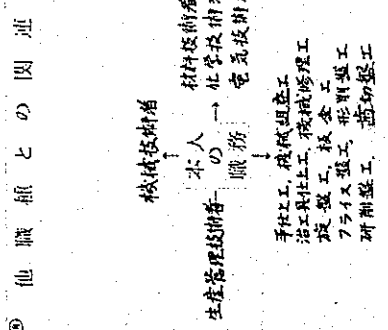 他職種との関連
機械技術者
材料技術者
本人
の → 化学技術
職務
電気技術
生産管理技術者
手仕上工, 機械組立工
治工具仕上工, 機械修理工
旋盤工, 板金工
フライス盤工, 形削盤工
研削盤工, 歯切盤工